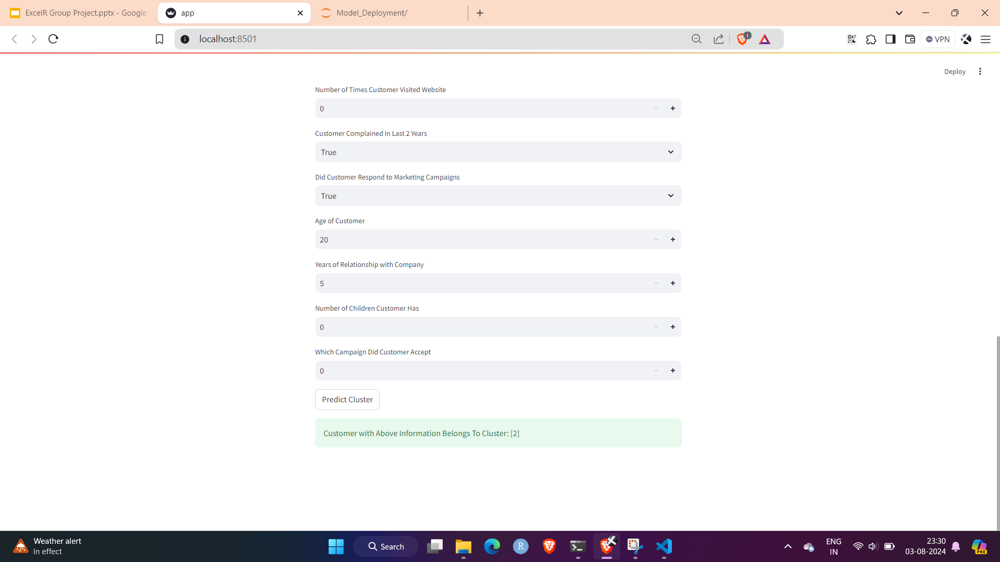 ExcelR Group Project.pptx - Google
app
Model_Deployment/
localhost:8501
1
VPN
Deploy
Number of Times Customer Visited Website
0
Customer Complained in Last 2 Years
True
Did Customer Respond to Marketing Campaigns
True
Age of Customer
20
Years of Relationship with Company
5
Number of Children Customer Has
0
Which Campaign Did Customer Accept
0
Predict Cluster
Customer with Above Information Belongs To Cluster: [2]
Weather alert
In effect
Search
R
ENG
IN
23:30
03-08-2024
PRE